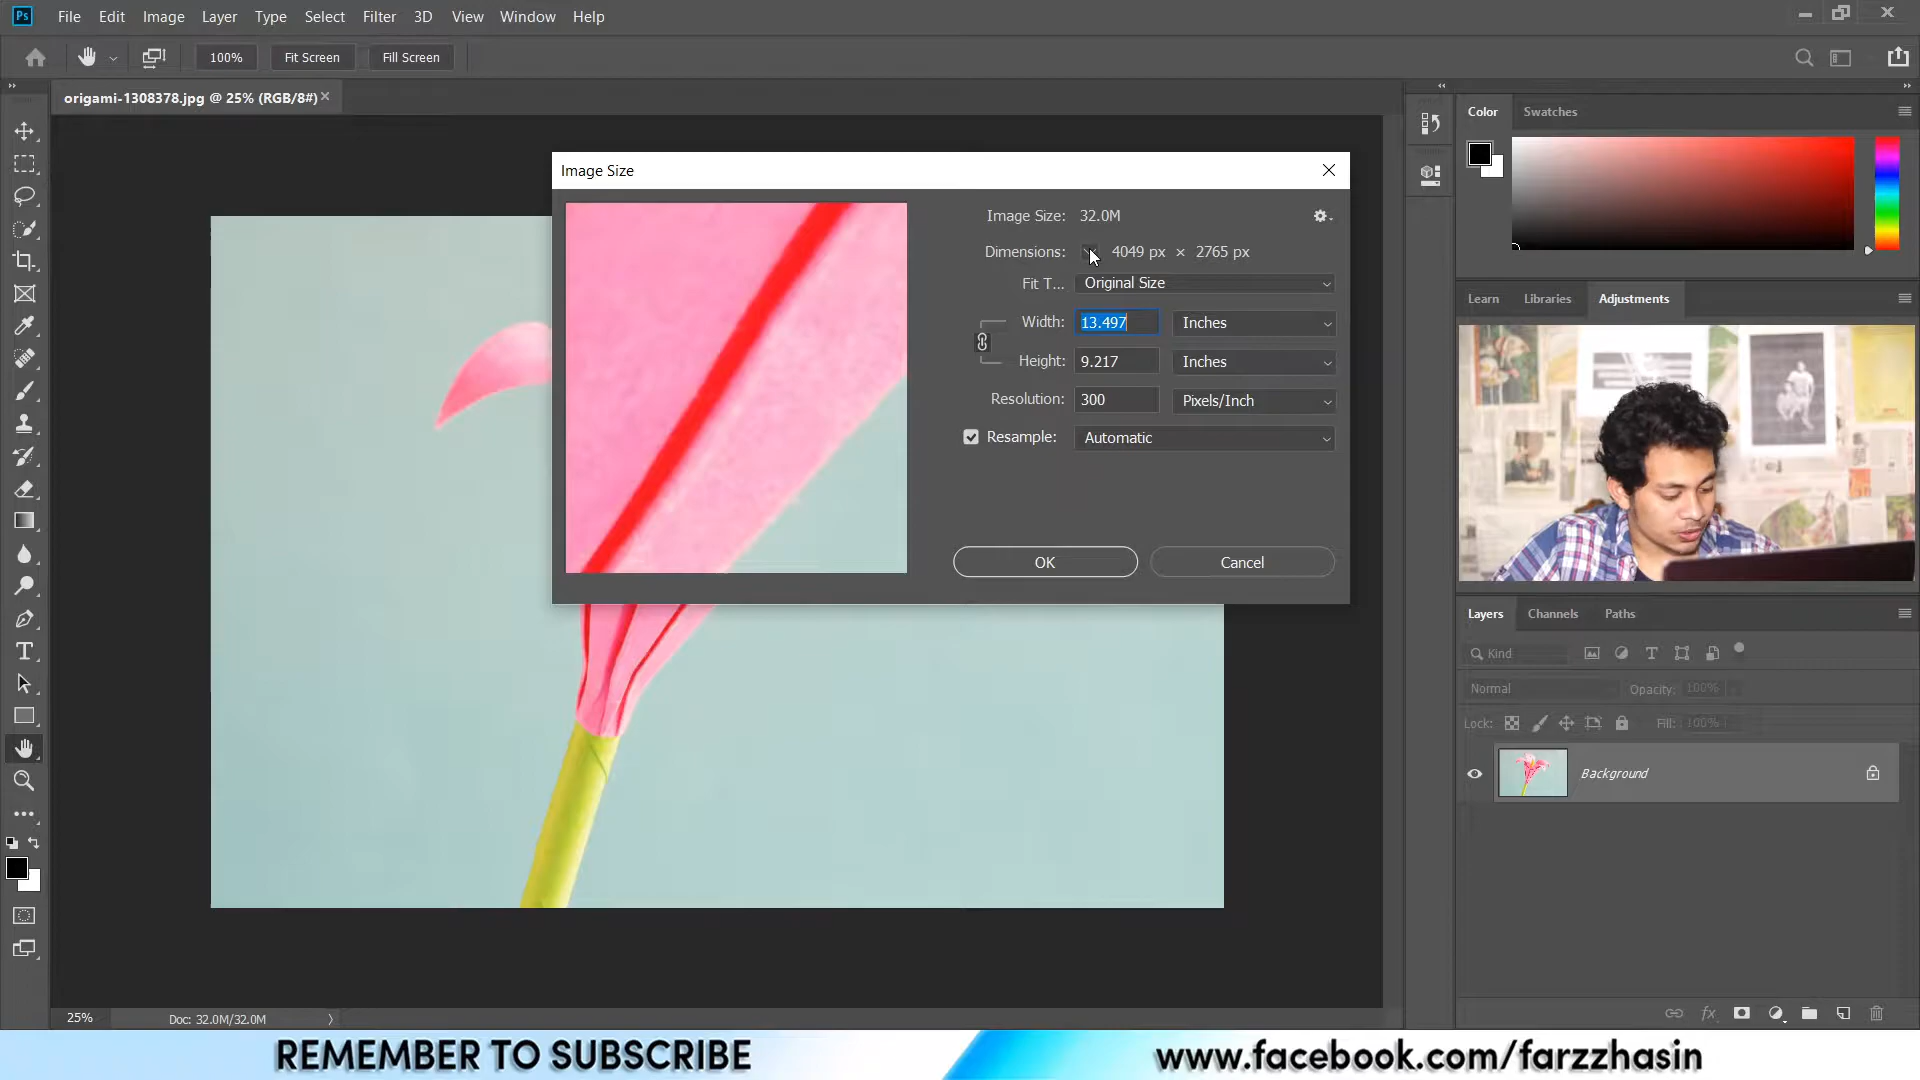 Ps File Edit Image Layer Type Select Filter 3D View Window Help
100% Fit Screen Fill Screen
origami-1308378.jpg @ 25% (RGB/8#)
Image Size
Image Size: 32.0M
Dimensions: 4049 px × 2765 px
Fit T... Original Size
Width: 13.497 Inches
Height: 9.217 Inches
Resolution: 300 Pixels/Inch
Resample: Automatic
OK Cancel
Color Swatches
Learn Libraries Adjustments
Layers Channels Paths
Kind
Normal Opacity: 100%
Lock: Fill: 100%
Background
fx
25% Doc: 32.0M/32.0M
REMEMBER TO SUBSCRIBE www.facebook.com/farzzhasin